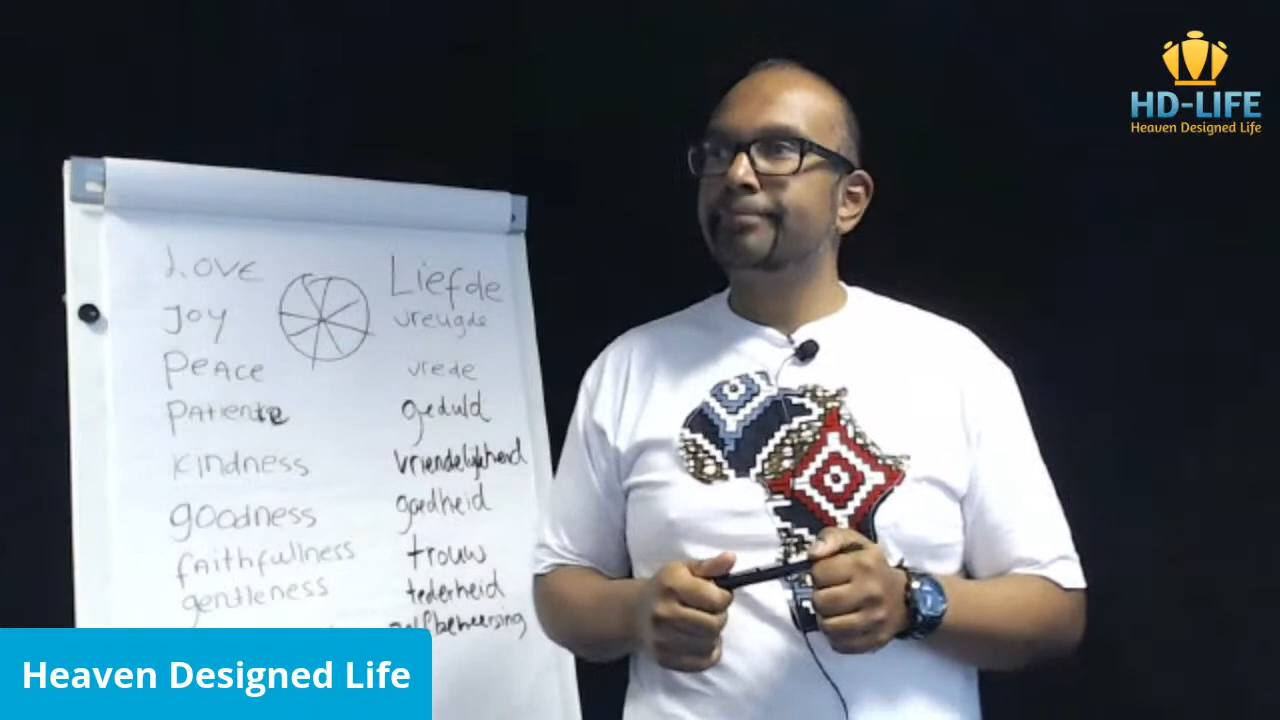 HD-LIFE
Heaven Designed Life
Love Liefde
Joy vreugde
Peace vrede
Patience geduld
kindness vriendelijkheid
goodness goedheid
faithfullness trouw
gentleness tederheid
Heaven Designed Life